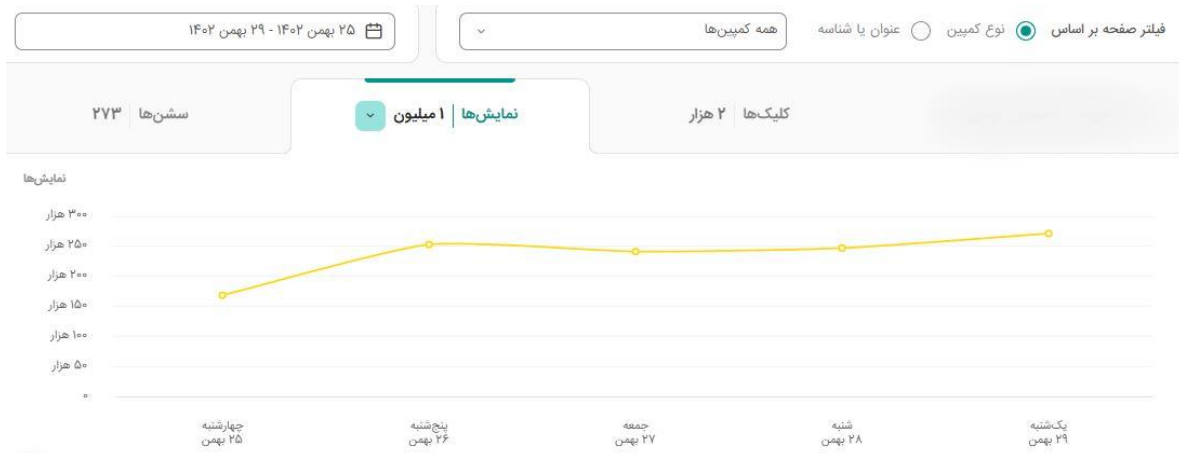 فیلتر صفحه بر اساس نوع کمپین عنوان یا شناسه همه کمپین‌ها ۲۵ بهمن ۱۴۰۲ - ۲۹ بهمن ۱۴۰۲
کلیک‌ها ۲ هزار نمایش‌ها ۱ میلیون سشن‌ها ۲۷۳
نمایش‌ها
۳۰۰ هزار
۲۵۰ هزار
۲۰۰ هزار
۱۵۰ هزار
۱۰۰ هزار
۵۰ هزار
۰
چهارشنبه پنج‌شنبه جمعه شنبه یک‌شنبه
۲۵ بهمن ۲۶ بهمن ۲۷ بهمن ۲۸ بهمن ۲۹ بهمن